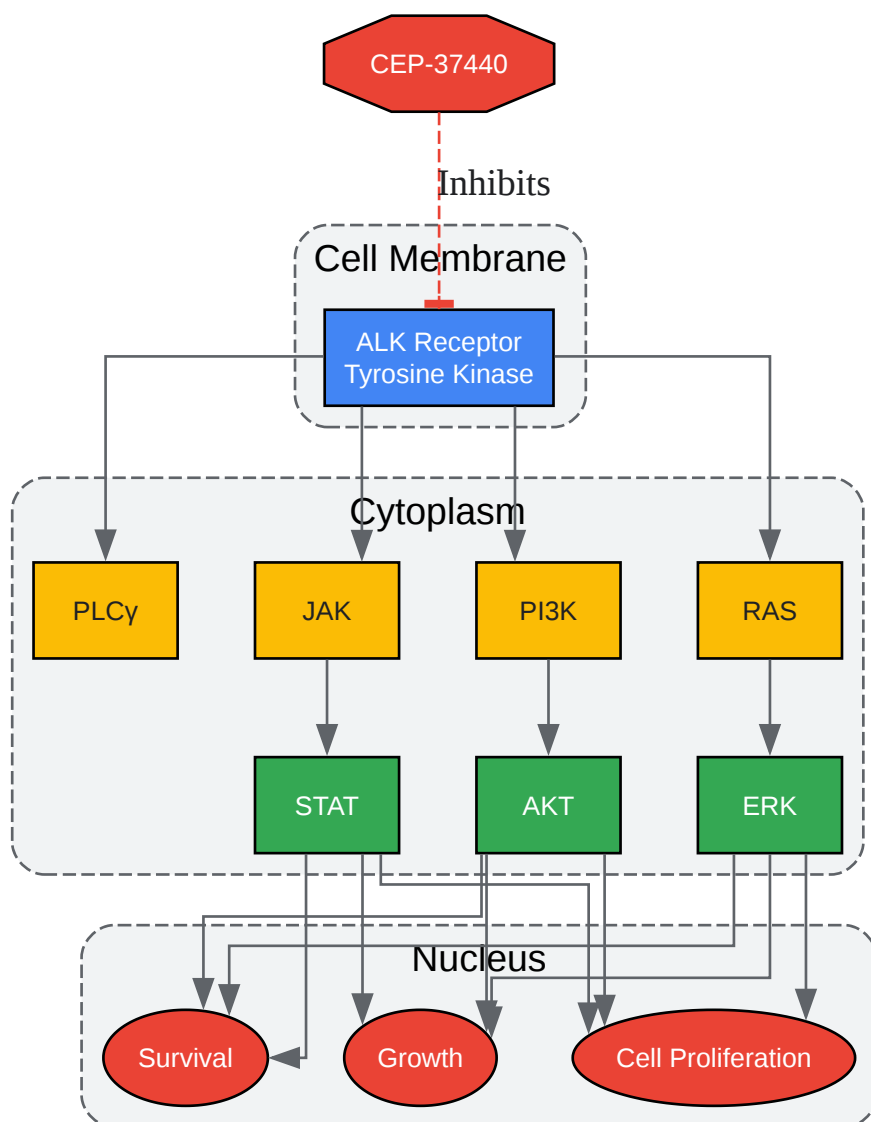 CEP-37440
Inhibits
Cell Membrane
ALK Receptor
Tyrosine Kinase
Cytoplasm
PLCγ
JAK
PI3K
RAS
STAT
AKT
ERK
Nucleus
Survival
Growth
Cell Proliferation